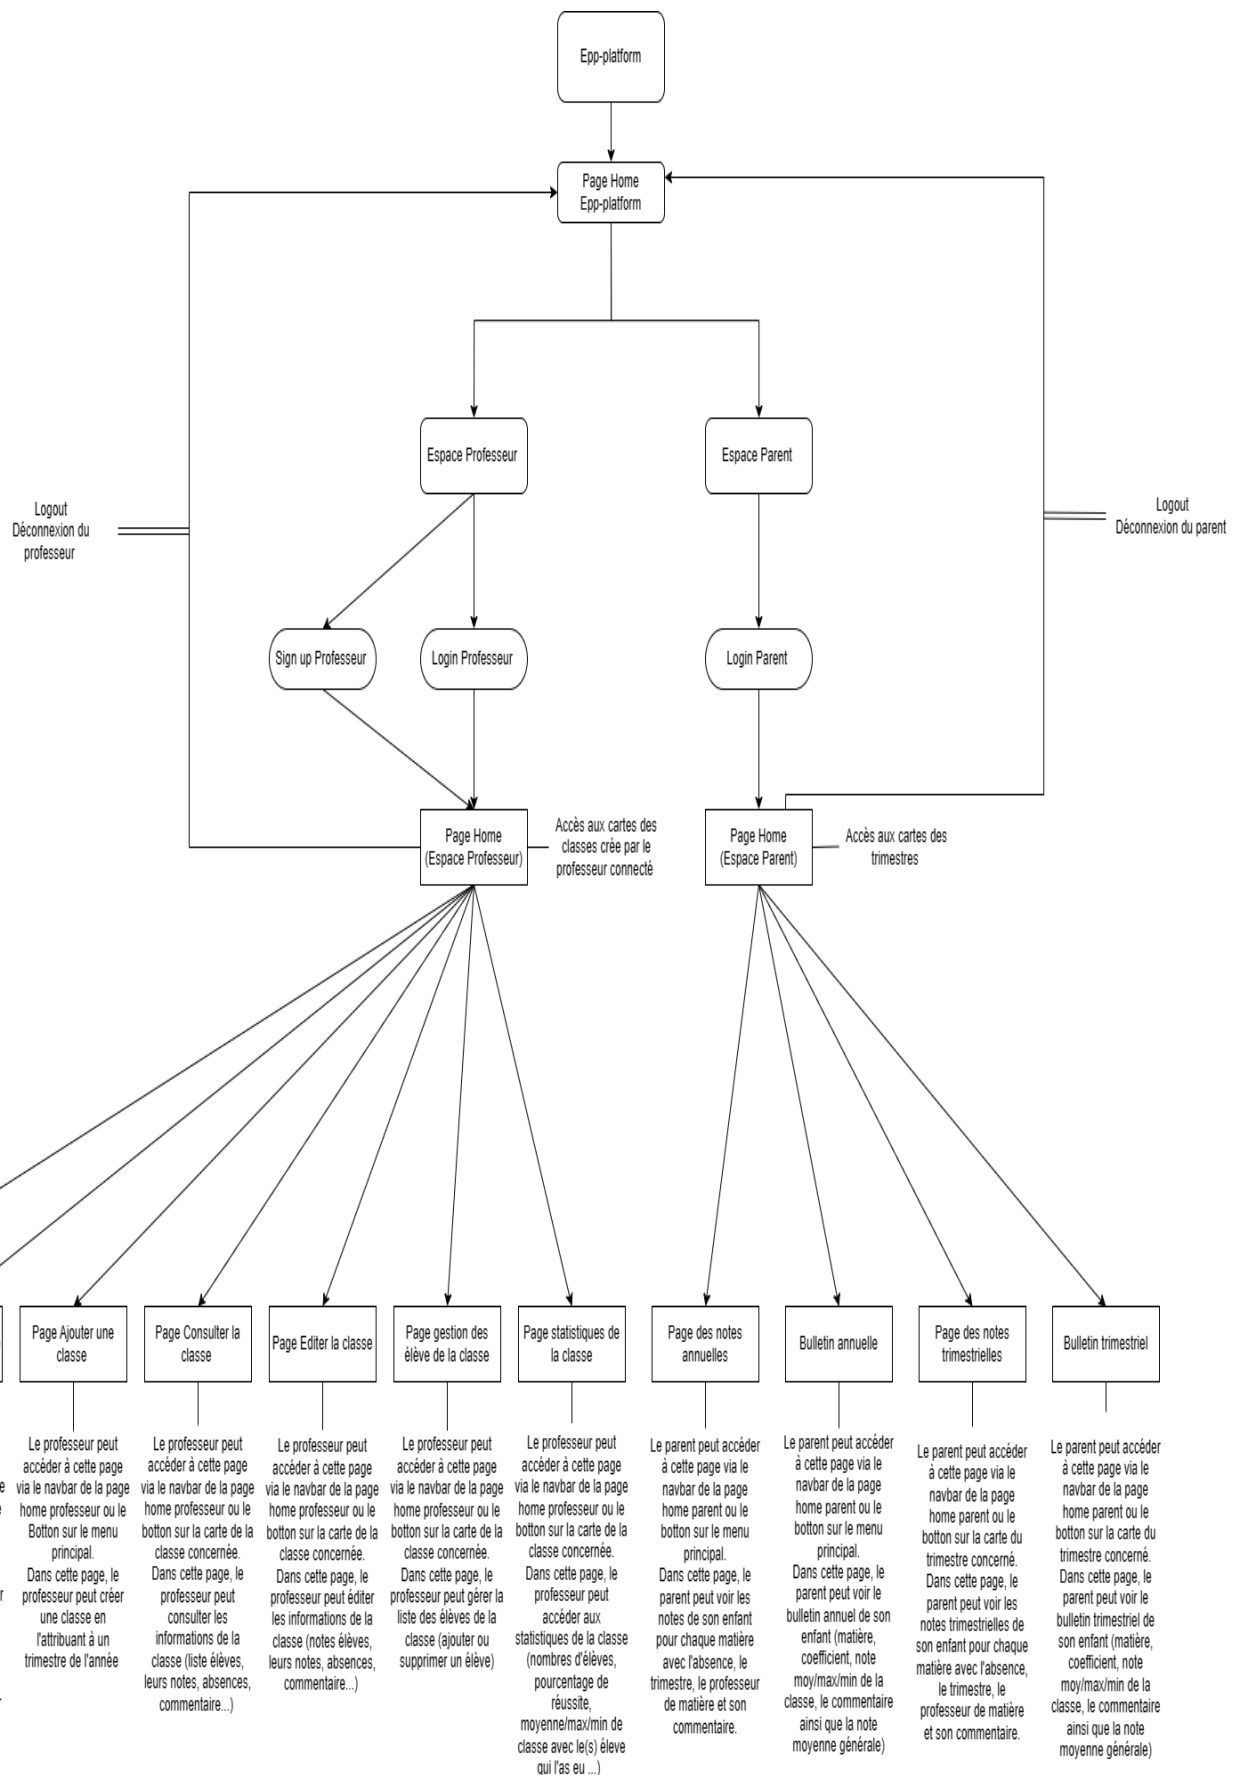 Epp-platform
Page Home
Epp-platform
Espace Professeur
Espace Parent
Logout
Déconnexion du
professeur
Logout
Déconnexion du parent
Sign up Professeur
Login Professeur
Login Parent
Page Home
(Espace Professeur)
Accès aux cartes des
classes crée par le
professeur connecté
Page Home
(Espace Parent)
Accès aux cartes des
trimestres
Page Ajouter une
classe
Page Consulter la
classe
Page Editer la classe
Page gestion des
élève de la classe
Page statistiques de
la classe
Page des notes
annuelles
Bulletin annuelle
Page des notes
trimestrielles
Bulletin trimestriel
Le professeur peut
accéder à cette page
via le navbar de la page
home professeur ou le
Botton sur le menu
principal.
Dans cette page, le
professeur peut créer
une classe en
l'attribuant à un
trimestre de l'année
Le professeur peut
accéder à cette page
via le navbar de la page
home professeur ou le
botton sur la carte de la
classe concernée.
Dans cette page, le
professeur peut
consulter les
informations de la
classe (liste élèves,
leurs notes, absences,
commentaire...)
Le professeur peut
accéder à cette page
via le navbar de la page
home professeur ou le
botton sur la carte de la
classe concernée.
Dans cette page, le
professeur peut éditer
les informations de la
classe (notes élèves,
leurs notes, absences,
commentaire...)
Le professeur peut
accéder à cette page
via le navbar de la page
home professeur ou le
botton sur la carte de la
classe concernée.
Dans cette page, le
professeur peut gérer la
liste des élèves de la
classe (ajouter ou
supprimer un élève)
Le professeur peut
accéder à cette page
via le navbar de la page
home professeur ou le
botton sur la carte de la
classe concernée.
Dans cette page, le
professeur peut
accéder aux
statistiques de la classe
(nombres d'élèves,
pourcentage de
réussite,
moyenne/max/min de
classe avec le(s) éleve
qui l'as eu ...)
Le parent peut accéder
à cette page via le
navbar de la page
home parent ou le
botton sur le menu
principal.
Dans cette page, le
parent peut voir les
notes de son enfant
pour chaque matière
avec l'absence, le
trimestre, le professeur
de matière et son
commentaire.
Le parent peut accéder
à cette page via le
navbar de la page
home parent ou le
botton sur le menu
principal.
Dans cette page, le
parent peut voir le
bulletin annuel de son
enfant (matière,
coefficient, note
moy/max/min de la
classe, le commentaire
ainsi que la note
moyenne générale)
Le parent peut accéder
à cette page via le
navbar de la page
home parent ou le
botton sur la carte du
trimestre concerné.
Dans cette page, le
parent peut voir les
notes trimestrielles de
son enfant pour chaque
matière avec l'absence,
le trimestre, le
professeur de matière
et son commentaire.
Le parent peut accéder
à cette page via le
navbar de la page
home parent ou le
botton sur la carte du
trimestre concerné.
Dans cette page, le
parent peut voir le
bulletin trimestriel de
son enfant (matière,
coefficient, note
moy/max/min de la
classe, le commentaire
ainsi que la note
moyenne générale)